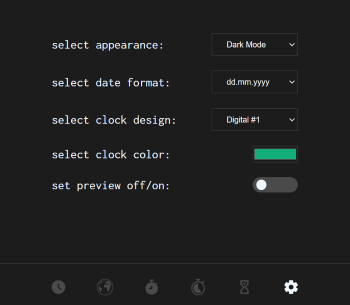 select appearance: Dark Mode
select date format: dd.mm.yyyy
select clock design: Digital #1
select clock color:
set preview off/on: